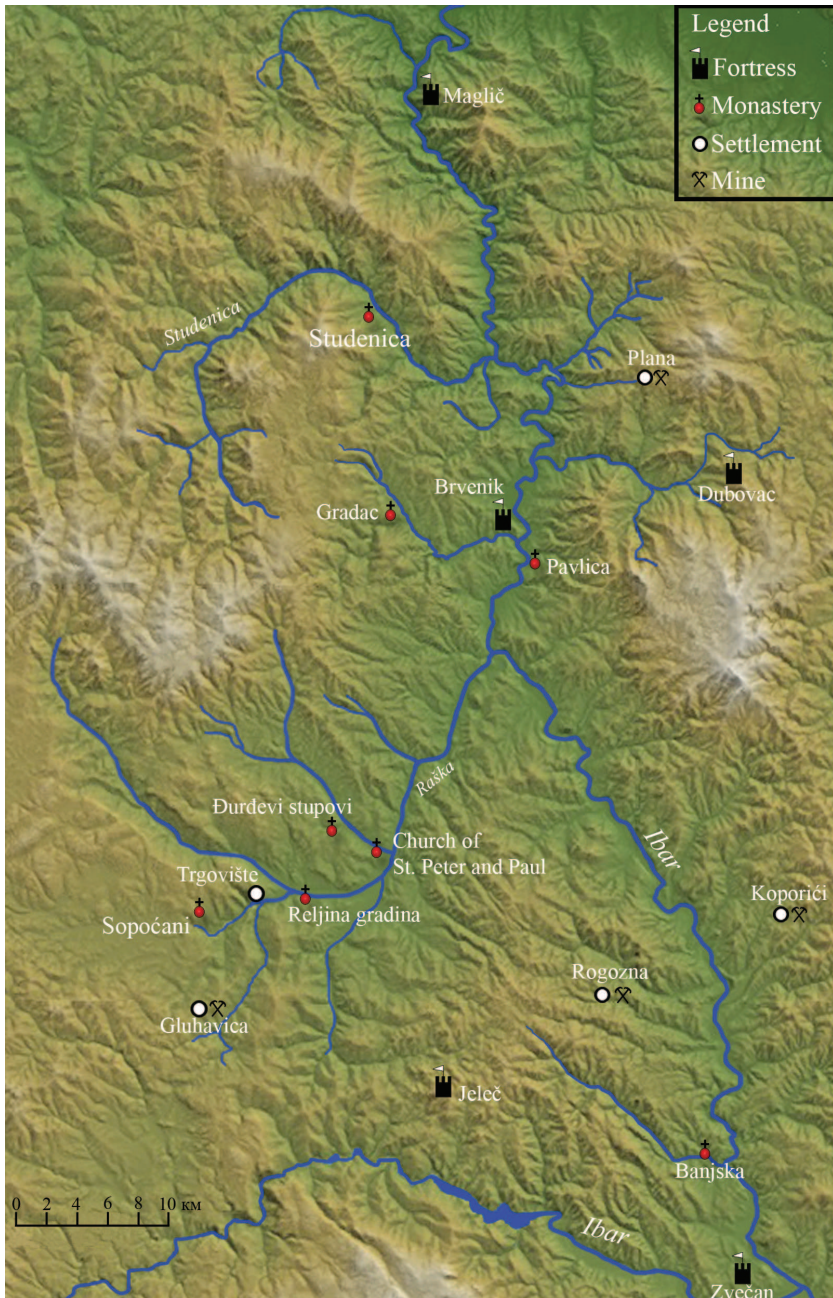 Legend
Fortress
Monastery
Settlement
Mine
Maglič
Studenica
Studenica
Plana
Dubovac
Brvenik
Gradac
Pavlica
Raška
Ibar
Đurđevi stupovi
Church of
St. Peter and Paul
Trgovište
Reljina gradina
Sopoćani
Koporići
Rogozna
Gluhavica
Jeleč
Banjska
0 2 4 6 8 10 км
Ibar
Zvečan